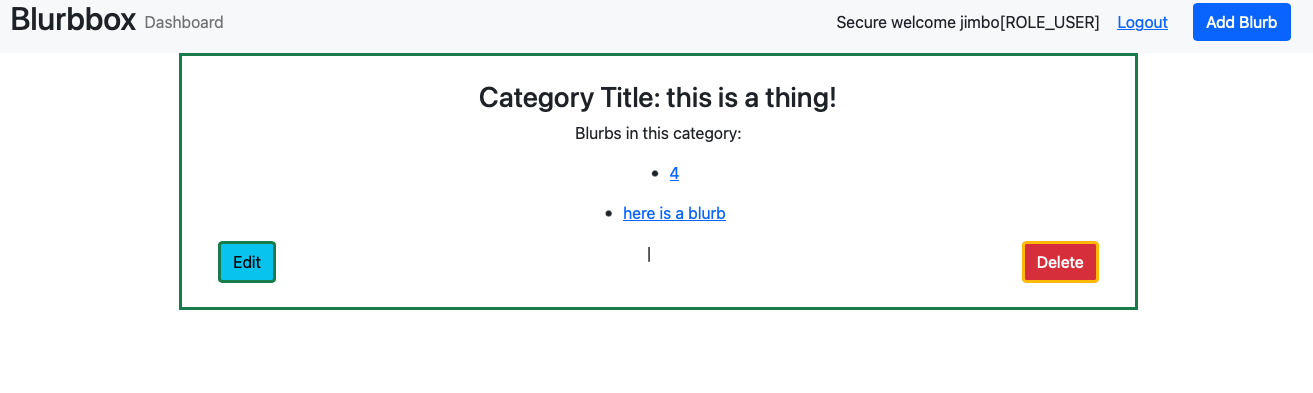 Blurbbox Dashboard Secure welcome jimbo[ROLE_USER] Logout Add Blurb
Category Title: this is a thing!
Blurbs in this category:
• 4
• here is a blurb
Edit | Delete